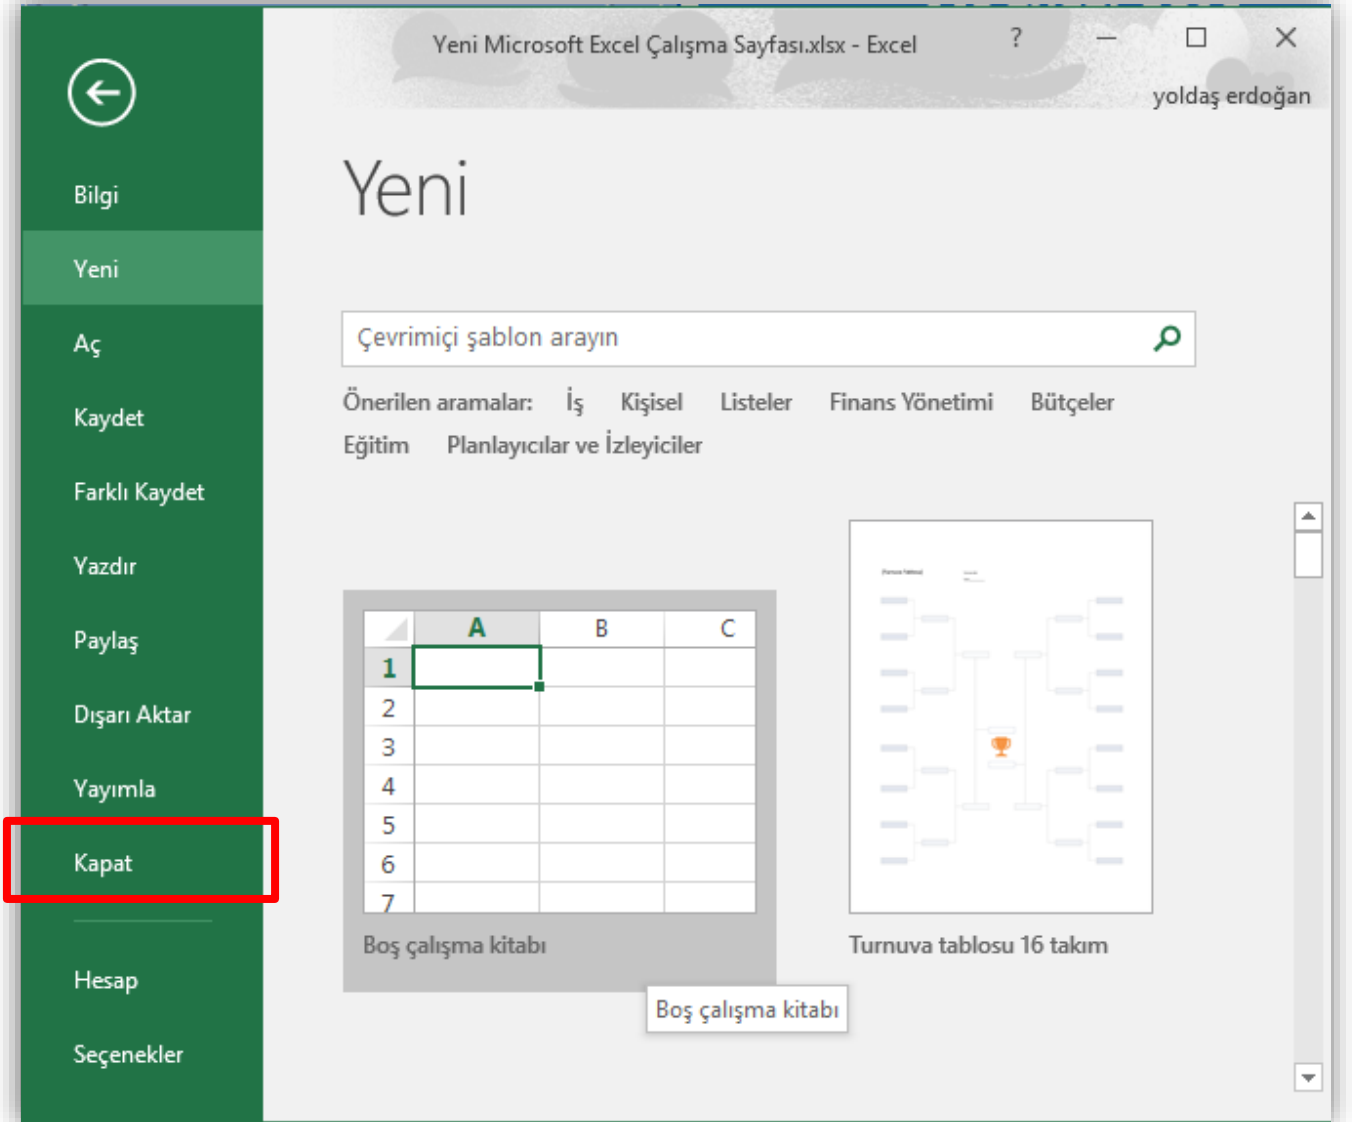 Yeni Microsoft Excel Çalışma Sayfası.xlsx - Excel ?
yoldaş erdoğan
Bilgi
Yeni
Aç
Kaydet
Farklı Kaydet
Yazdır
Paylaş
Dışarı Aktar
Yayımla
Kapat
Hesap
Seçenekler
Yeni
Çevrimiçi şablon arayın
Önerilen aramalar: İş Kişisel Listeler Finans Yönetimi Bütçeler
Eğitim Planlayıcılar ve İzleyiciler
A B C
1
2
3
4
5
6
7
Boş çalışma kitabı
Turnuva tablosu 16 takım
Boş çalışma kitabı